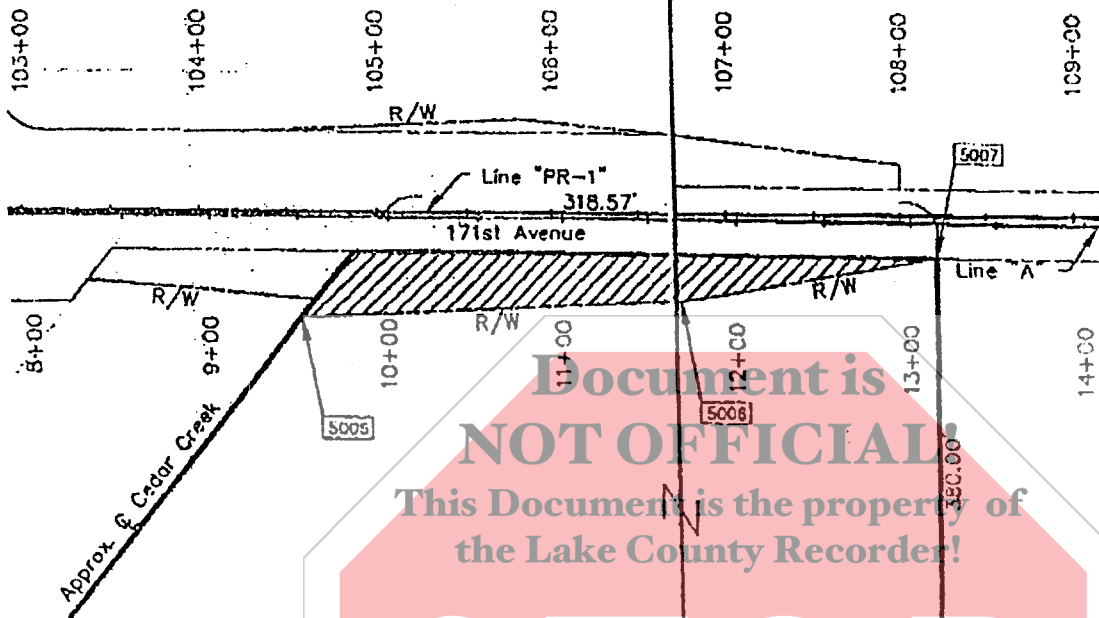 103+00
104+00
105+00
106+00
107+00
108+00
109+00
R/W
5007
Line "PR-1"
318.57'
171st Avenue
Line "A"
R/W
R/W
R/W
8+00
9+00
10+00
11+00
12+00
13+00
14+00
5005
5006
Approx. ℄ Cedar Creek
N
380.00
Document is
NOT OFFICIAL!
This Document is the property of
the Lake County Recorder!